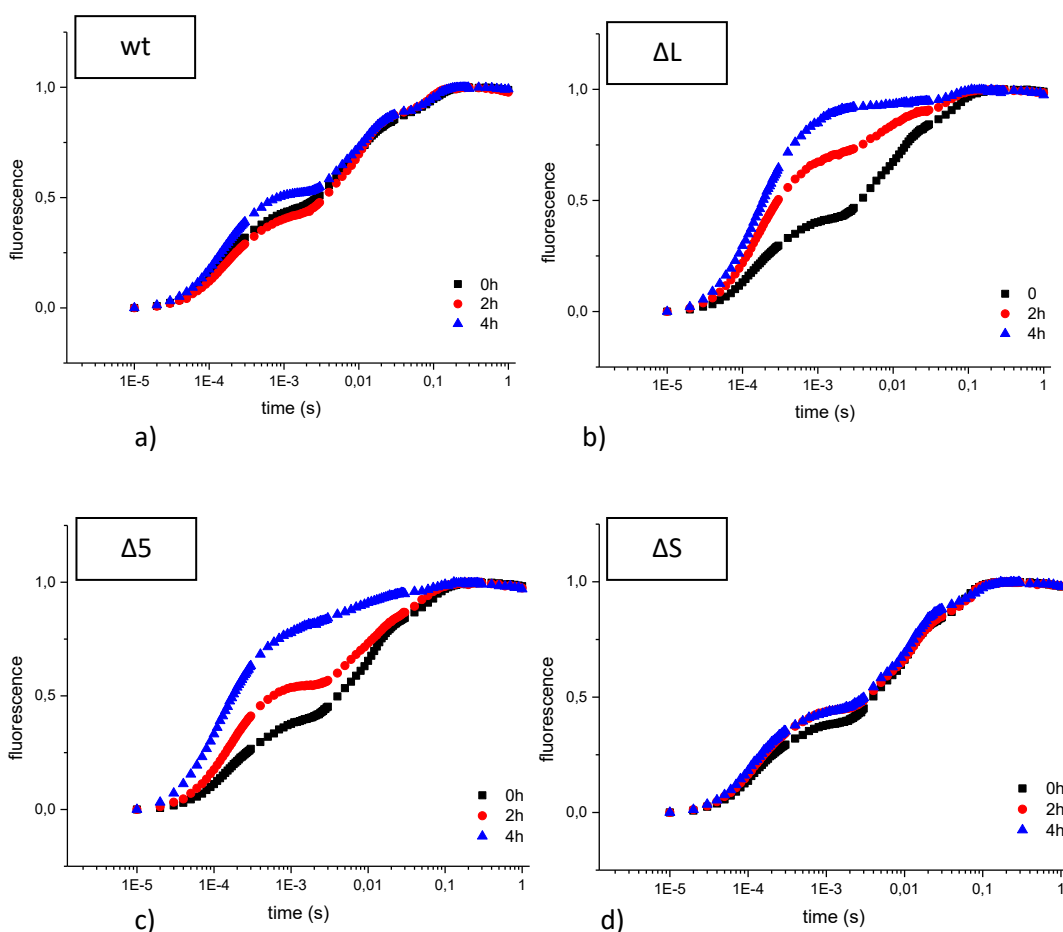 wt
1,0
0,5
0,0
fluorescence
0h
2h
4h
1E-5 1E-4 1E-3 0,01 0,1 1
time (s)
a)
ΔL
1,0
0,5
0,0
fluorescence
0
2h
4h
1E-5 1E-4 1E-3 0,01 0,1 1
time (s)
b)
Δ5
1,0
0,5
0,0
fluorescence
0h
2h
4h
1E-5 1E-4 1E-3 0,01 0,1 1
time (s)
c)
ΔS
1,0
0,5
0,0
fluorescence
0h
2h
4h
1E-5 1E-4 1E-3 0,01 0,1 1
time (s)
d)